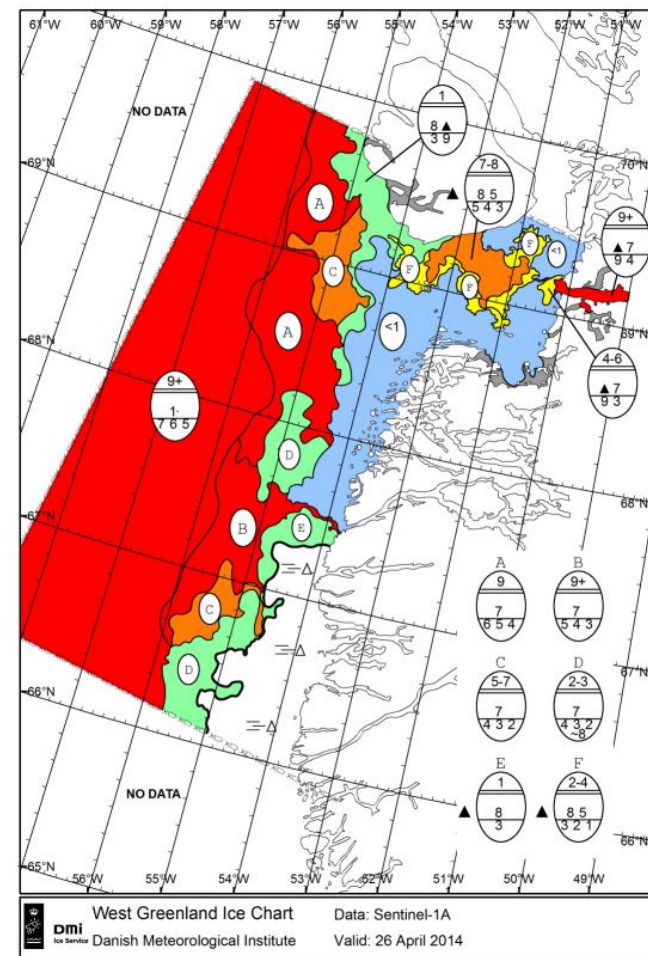 61°W 60°W 59°W 58°W 57°W 56°W 55°W 54°W 53°W 52°W 51°W
NO DATA
1
8 ▲
3 9
7-8
▲ 8 5
5 4 3
70°N
69°N
A
9+
▲ 7
9 4
F
<1
C
F
F
69°N
68°N
A
<1
4-6
▲ 7
9 3
9+
1·
7 6 5
D
68°N
67°N
B
E
A
9
7
6 5 4
B
9+
7
5 4 3
C
67°N
D
66°N
C
5-7
7
4 3 2
D
2-3
7
4 3 2
~8
NO DATA
E
1
▲ 8
3
F
2-4
▲ 8 5
3 2 1
66°N
65°N
56°W 55°W 54°W 53°W 52°W 51°W 50°W 49°W
DMI
Ice Service
West Greenland Ice Chart
Danish Meteorological Institute
Data: Sentinel-1A
Valid: 26 April 2014